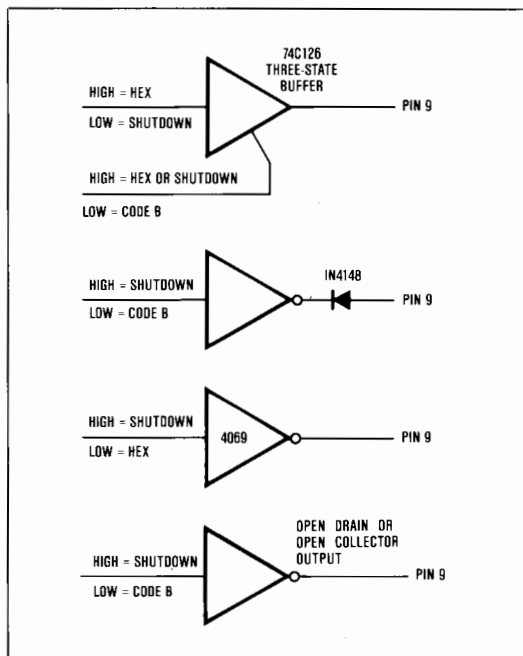 74C126
THREE-STATE
BUFFER
HIGH = HEX
LOW = SHUTDOWN
PIN 9
HIGH = HEX OR SHUTDOWN
LOW = CODE B
HIGH = SHUTDOWN
LOW = CODE B
IN4148
PIN 9
HIGH = SHUTDOWN
LOW = HEX
4069
PIN 9
OPEN DRAIN OR
OPEN COLLECTOR
OUTPUT
HIGH = SHUTDOWN
LOW = CODE B
PIN 9